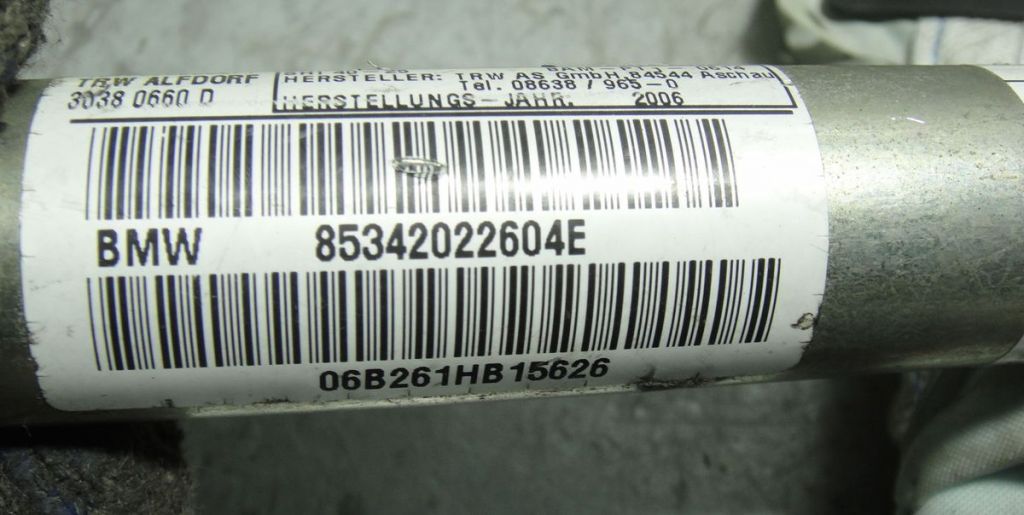 TRW ALFDORF
3038 0660 D
HERSTELLER: TRW AS GmbH, 84544 Aschau
Tel. 08638 / 965-0
HERSTELLUNGS-JAHR. 2006
BMW 85342022604E
06B261HB15626